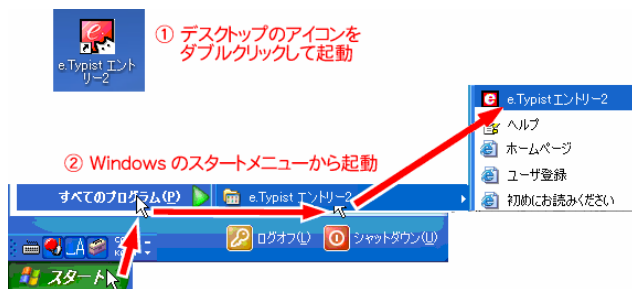 ① デスクトップのアイコンを
ダブルクリックして起動
e.Typist エント
リー2
e.Typist エントリー2
ヘルプ
ホームページ
ユーザ登録
初めにお読みください
② Windows のスタートメニューから起動
すべてのプログラム(P)
e.Typist エントリー2
ログオフ(L)
シャットダウン(U)
スタート